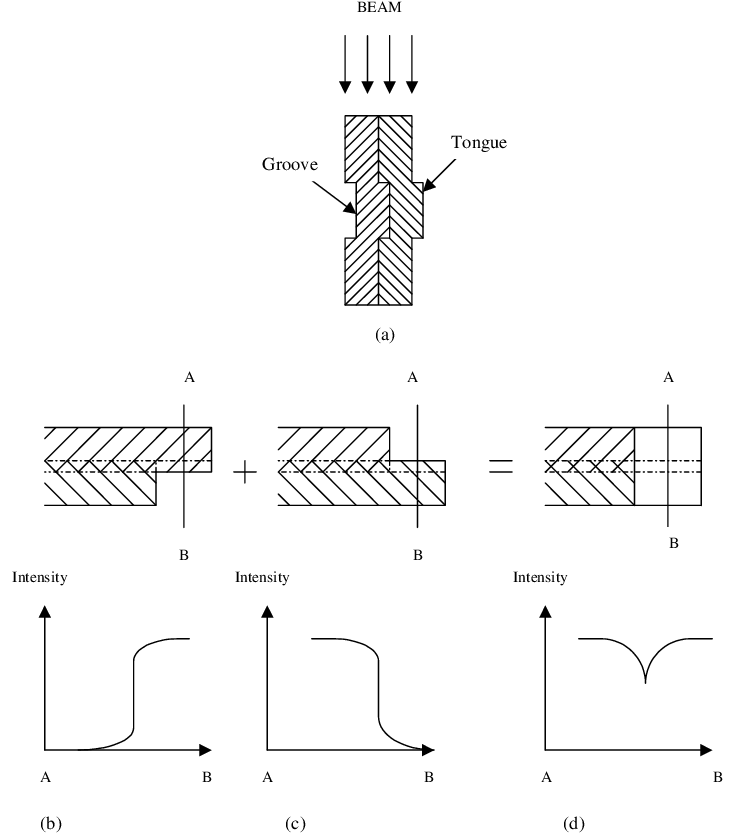 BEAM
Tongue
Groove
(a)
A A A
B B B
Intensity Intensity Intensity
A B A B A B
(b) (c) (d)